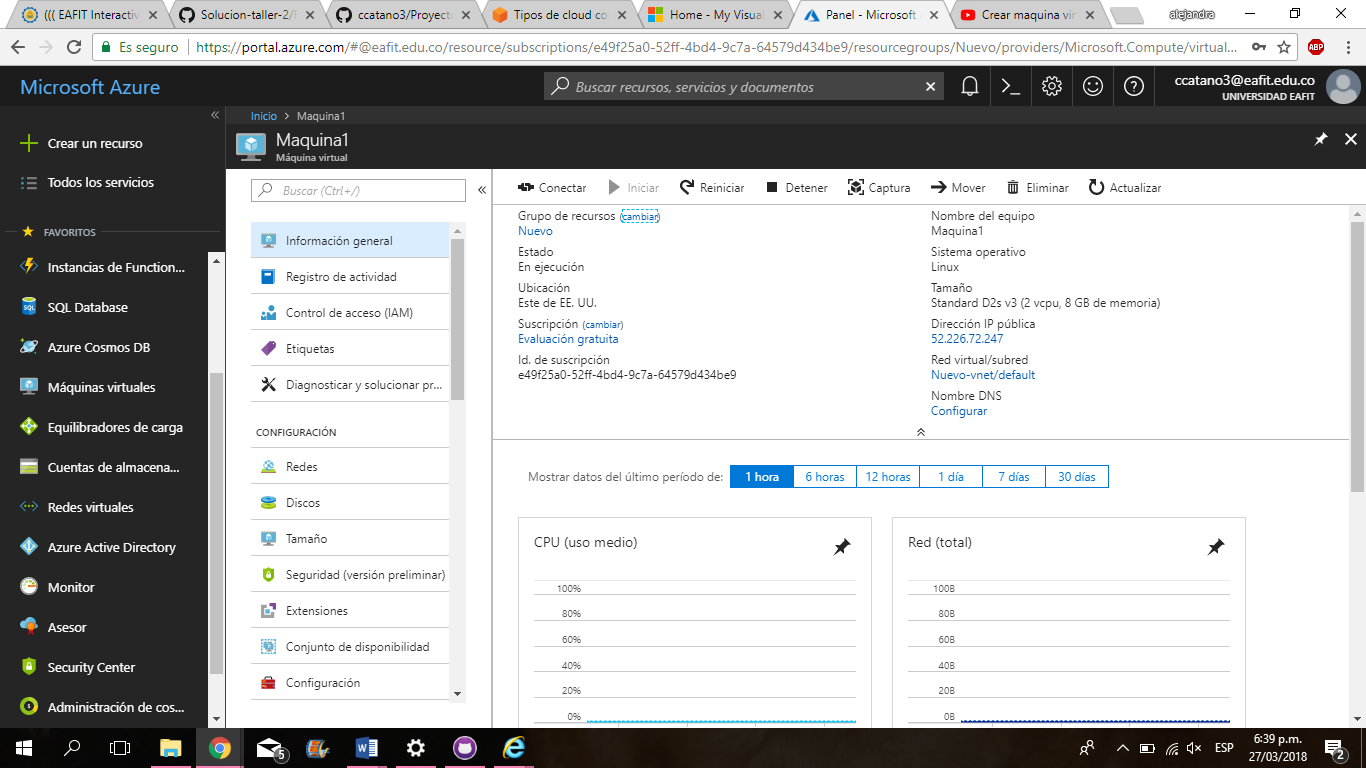 ((( EAFIT Interactiv
Solucion-taller-2/P
ccatano3/Proyecto
Tipos de cloud co
Home - My Visual
Panel - Microsoft
Crear maquina vir
alejandra
Es seguro
https://portal.azure.com/#@eafit.edu.co/resource/subscriptions/e49f25a0-52ff-4bd4-9c7a-64579d434be9/resourcegroups/Nuevo/providers/Microsoft.Compute/virtual...
ABP
Microsoft Azure
Buscar recursos, servicios y documentos
ccatano3@eafit.edu.co
UNIVERSIDAD EAFIT
Inicio > Maquina1
Maquina1
Máquina virtual
Crear un recurso
Todos los servicios
FAVORITOS
Instancias de Function...
SQL Database
Azure Cosmos DB
Máquinas virtuales
Equilibradores de carga
Cuentas de almacena...
Redes virtuales
Azure Active Directory
Monitor
Asesor
Security Center
Administración de cos...
Buscar (Ctrl+/)
Información general
Registro de actividad
Control de acceso (IAM)
Etiquetas
Diagnosticar y solucionar pr...
CONFIGURACIÓN
Redes
Discos
Tamaño
Seguridad (versión preliminar)
Extensiones
Conjunto de disponibilidad
Configuración
Conectar
Iniciar
Reiniciar
Detener
Captura
Mover
Eliminar
Actualizar
Grupo de recursos (cambiar)
Nuevo
Estado
En ejecución
Ubicación
Este de EE. UU.
Suscripción (cambiar)
Evaluación gratuita
Id. de suscripción
e49f25a0-52ff-4bd4-9c7a-64579d434be9
Nombre del equipo
Maquina1
Sistema operativo
Linux
Tamaño
Standard D2s v3 (2 vcpu, 8 GB de memoria)
Dirección IP pública
52.226.72.247
Red virtual/subred
Nuevo-vnet/default
Nombre DNS
Configurar
Mostrar datos del último período de:
1 hora
6 horas
12 horas
1 día
7 días
30 días
CPU (uso medio)
100%
80%
60%
40%
20%
0%
Red (total)
100B
80B
60B
40B
20B
0B
5
ESP
6:39 p.m.
27/03/2018
2